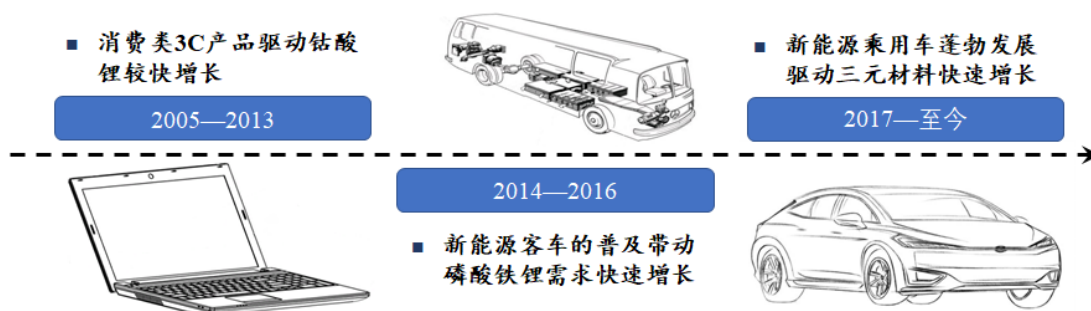 ■ 消费类3C产品驱动钴酸
锂较快增长
2005—2013
2014—2016
■ 新能源客车的普及带动
磷酸铁锂需求快速增长
■ 新能源乘用车蓬勃发展
驱动三元材料快速增长
2017—至今